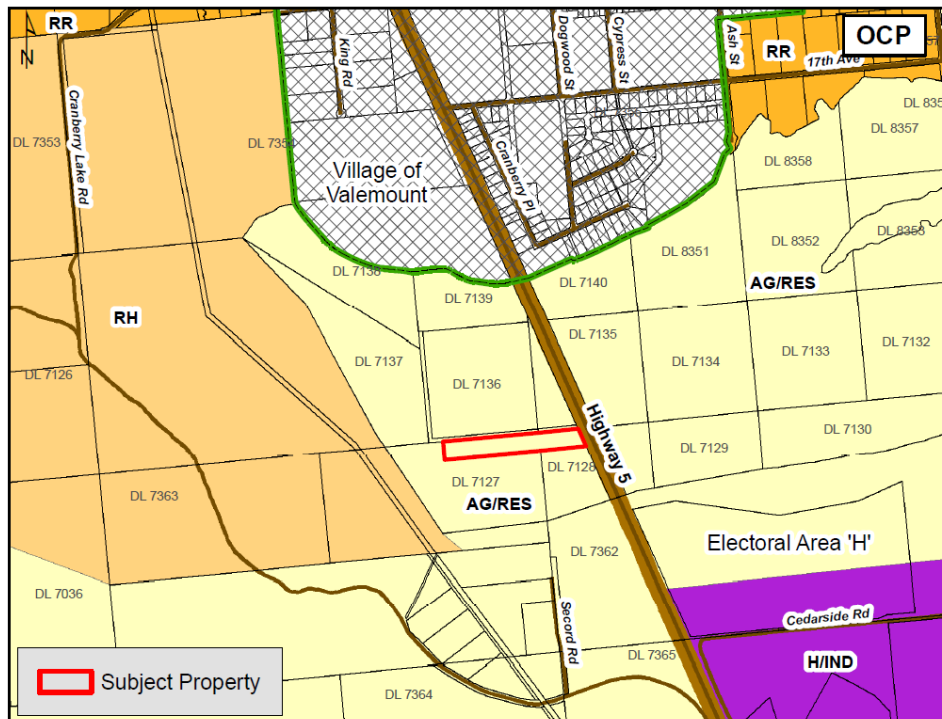 RR
N
King Rd
Dogwood St
Cypress St
Ash St
RR
OCP
17th Ave
Cranberry Lake Rd
DL 7353
Cranberry Pl
DL 8357
DL 8358
Village of
Valemount
DL 8351
DL 8352
DL 8353
DL 7138
DL 7139
DL 7140
AG/RES
RH
DL 7137
DL 7135
DL 7134
DL 7133
DL 7132
DL 7126
DL 7136
Highway 5
DL 7130
DL 7129
DL 7128
DL 7127
DL 7363
AG/RES
DL 7362
Electoral Area 'H'
DL 7036
Secord Rd
Cedarside Rd
DL 7365
H/IND
Subject Property
DL 7364